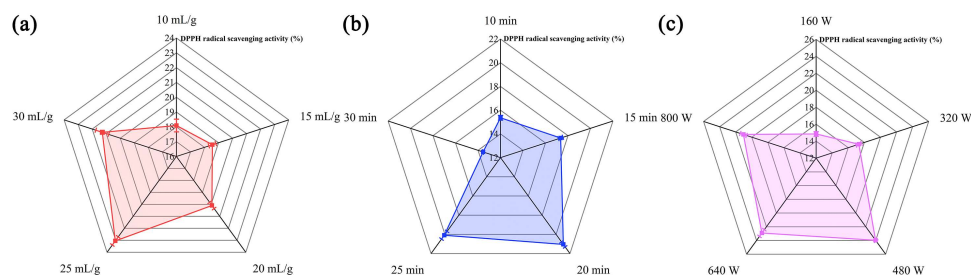 (a)
10 mL/g
DPPH radical scavenging activity (%)
24
23
22
21
20
19
18
17
16
15 mL/g
20 mL/g
25 mL/g
30 mL/g
(b)
10 min
DPPH radical scavenging activity (%)
22
20
18
16
14
12
15 min
20 min
25 min
30 min
(c)
160 W
DPPH radical scavenging activity (%)
26
24
22
20
18
16
14
12
320 W
480 W
640 W
800 W